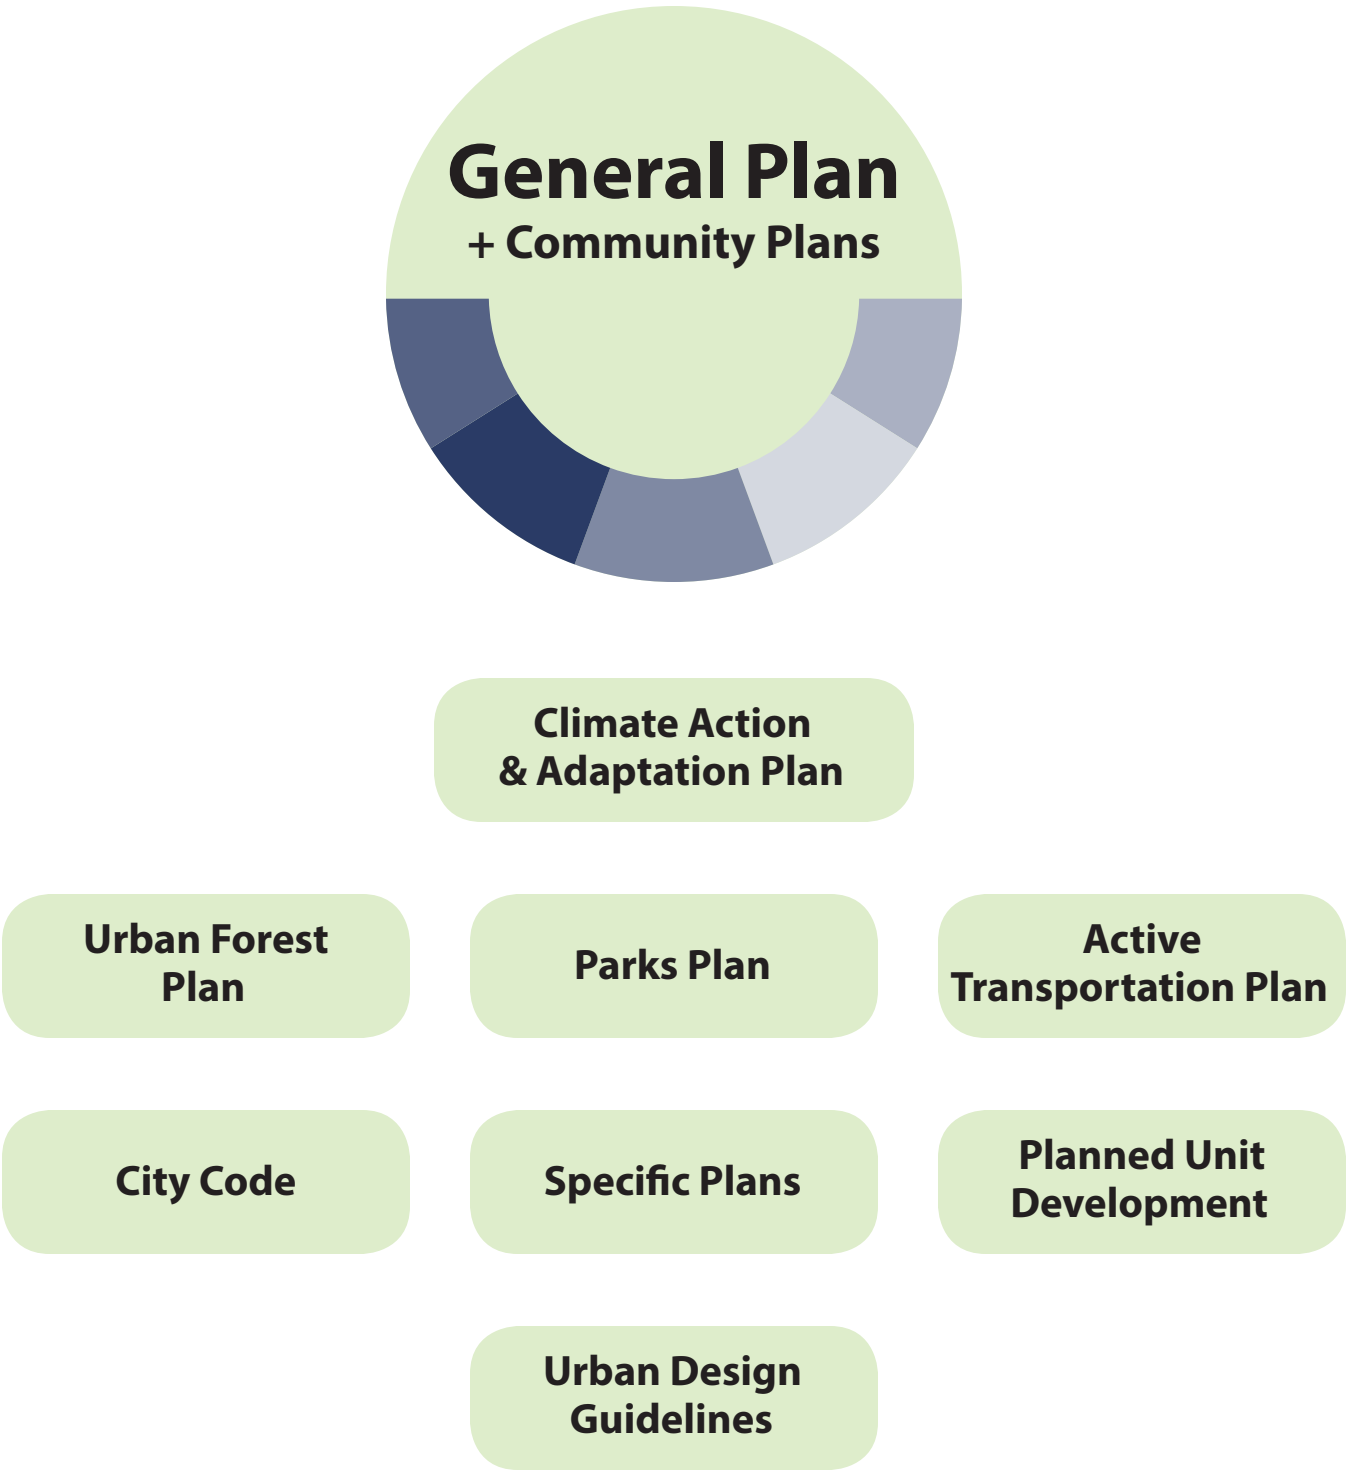 General Plan
+ Community Plans
Climate Action
& Adaptation Plan
Urban Forest
Plan
Parks Plan
Active
Transportation Plan
City Code
Specific Plans
Planned Unit
Development
Urban Design
Guidelines